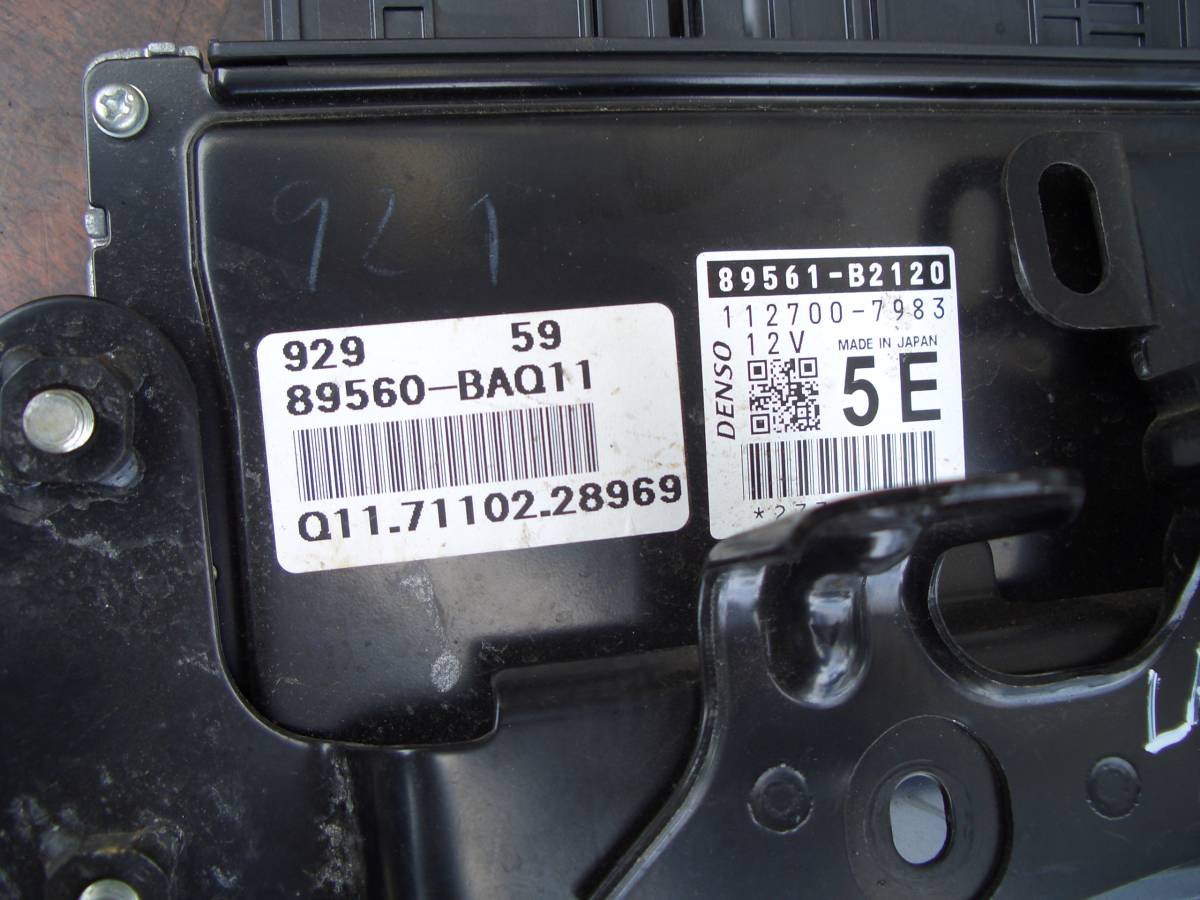 921
929 59
89560-BAQ11
Q11-71102-28969
89561-B2120
112700-7983
12V MADE IN JAPAN
DENSO
5E